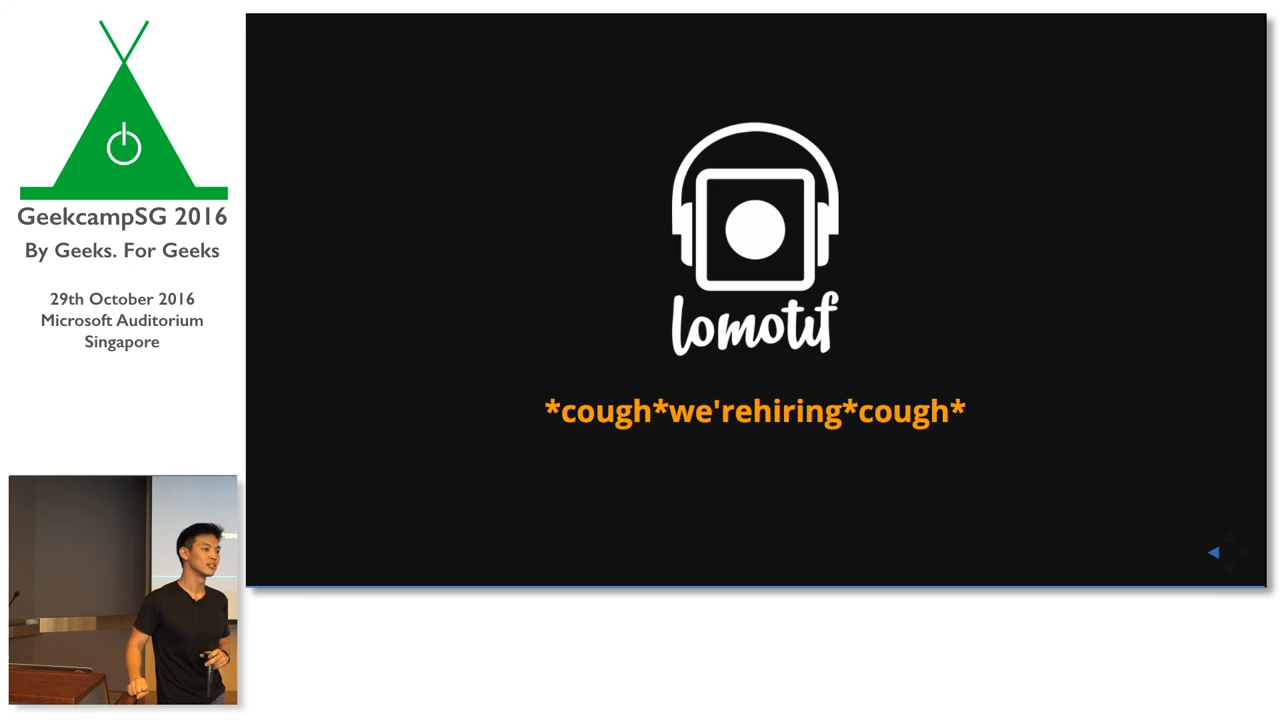 GeekcampSG 2016
By Geeks. For Geeks
29th October 2016
Microsoft Auditorium
Singapore
lomotif
*cough*we'rehiring*cough*